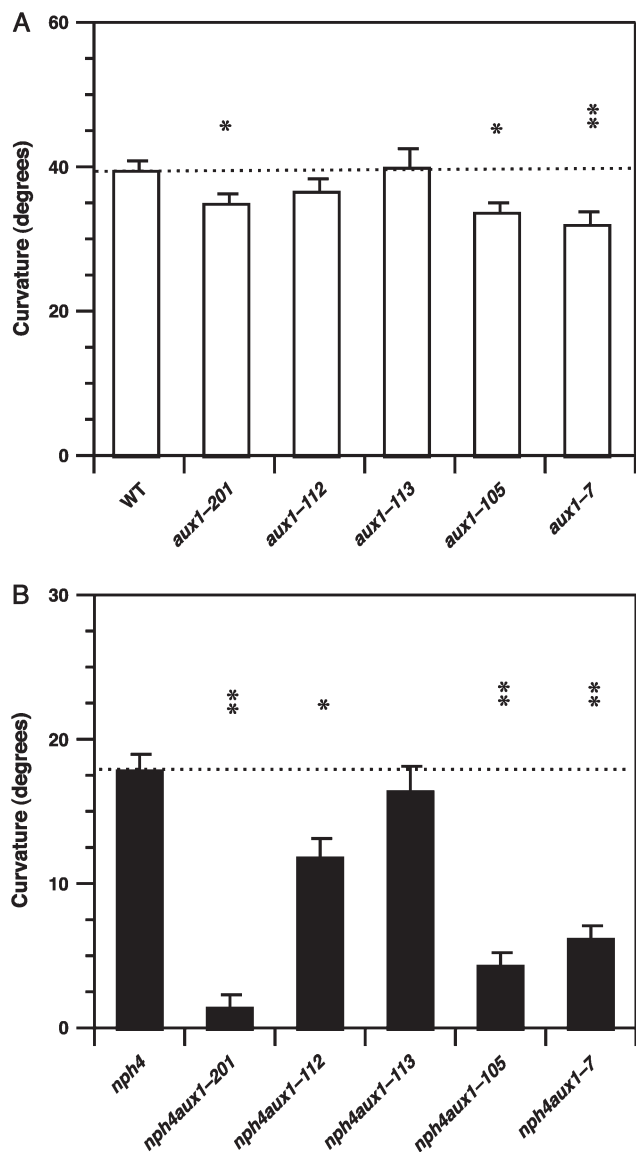 A
60
40
20
0
Curvature (degrees)
*
*
**
WT
aux1–201
aux1–112
aux1–113
aux1–105
aux1–7
B
30
20
10
0
Curvature (degrees)
**
*
**
**
nph4
nph4aux1–201
nph4aux1–112
nph4aux1–113
nph4aux1–105
nph4aux1–7